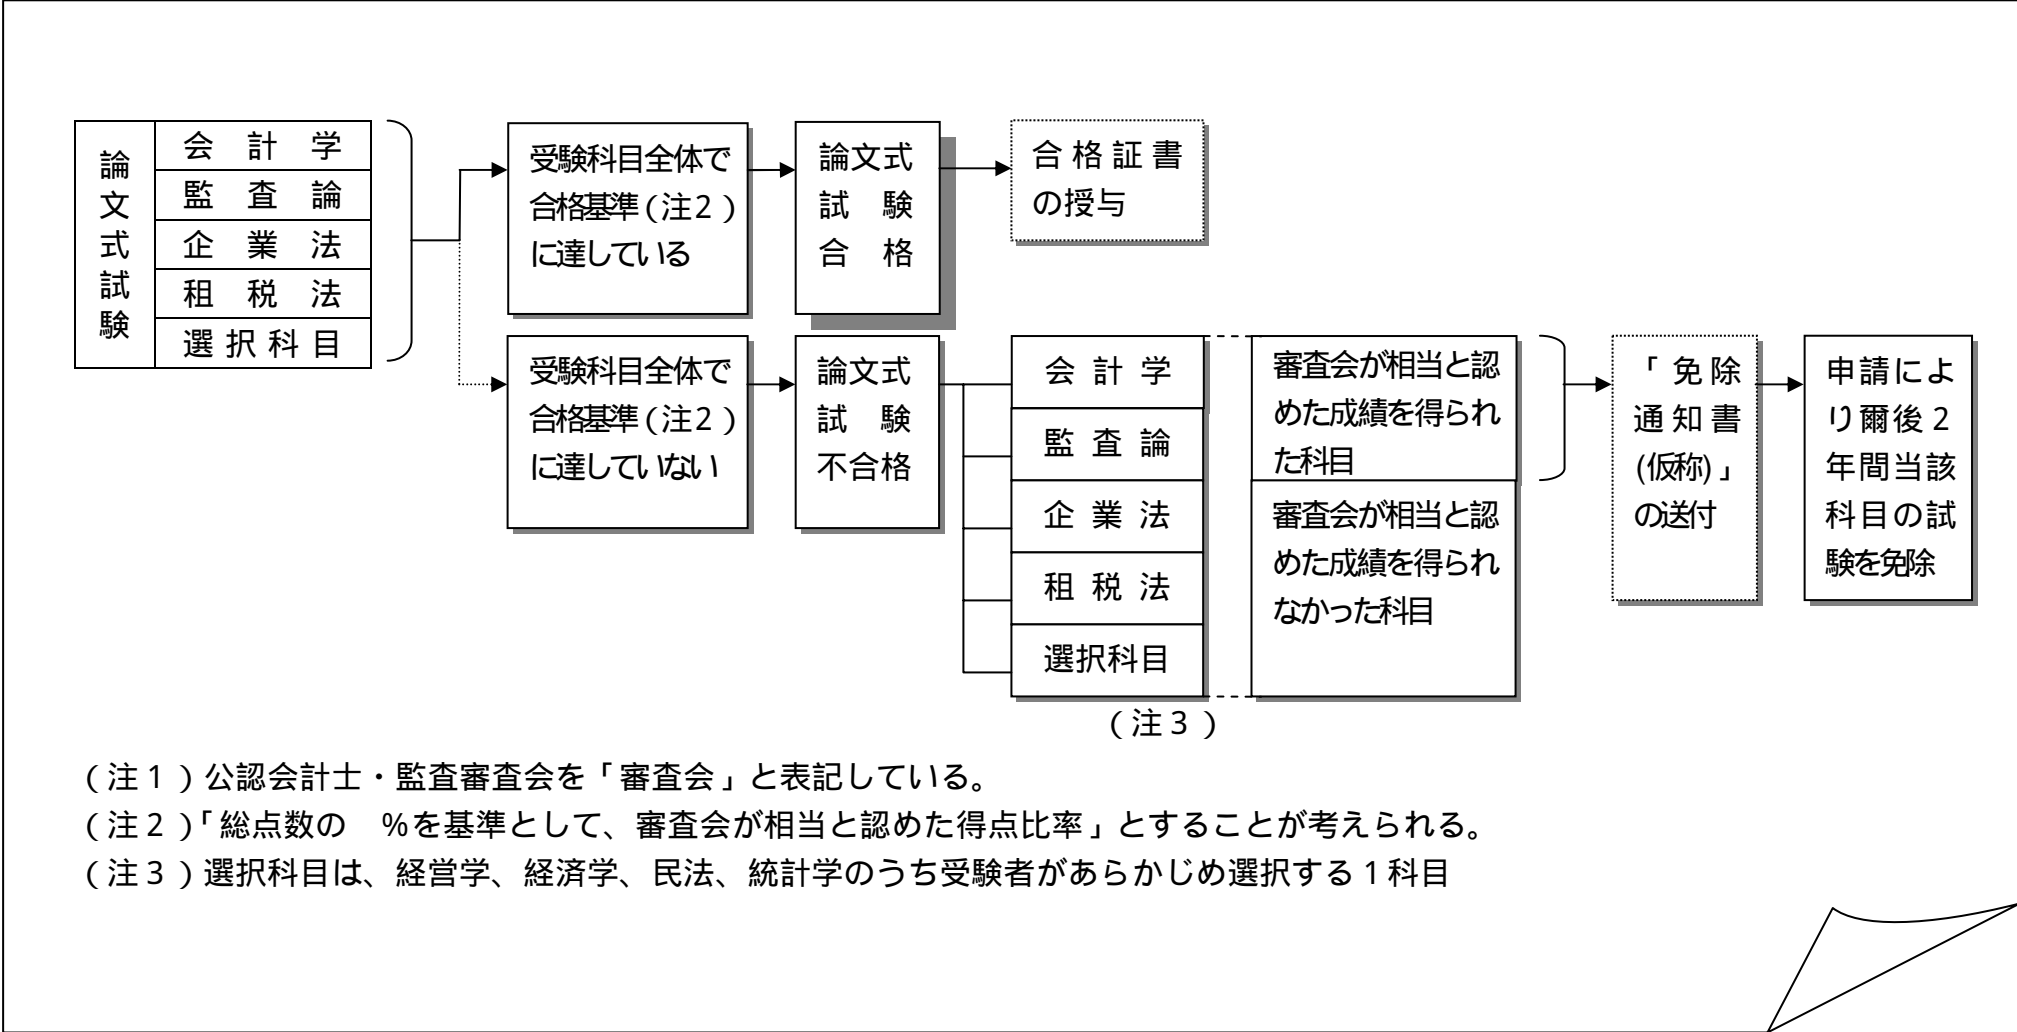 論文式試験
会計学
監査論
企業法
租税法
選択科目
受験科目全体で
合格基準(注2)
に達している
論文式
試験
合格
合格証書
の授与
受験科目全体で
合格基準(注2)
に達していない
論文式
試験
不合格
会計学
監査論
企業法
租税法
選択科目
(注3)
審査会が相当と認
めた成績を得られ
た科目
審査会が相当と認
めた成績を得られ
なかった科目
「免除
通知書
(仮称)」
の送付
申請によ
り爾後2
年間当該
科目の試
験を免除
(注1)公認会計士・監査審査会を「審査会」と表記している。
(注2)「総点数の %を基準として、審査会が相当と認めた得点比率」とすることが考えられる。
(注3)選択科目は、経営学、経済学、民法、統計学のうち受験者があらかじめ選択する1科目